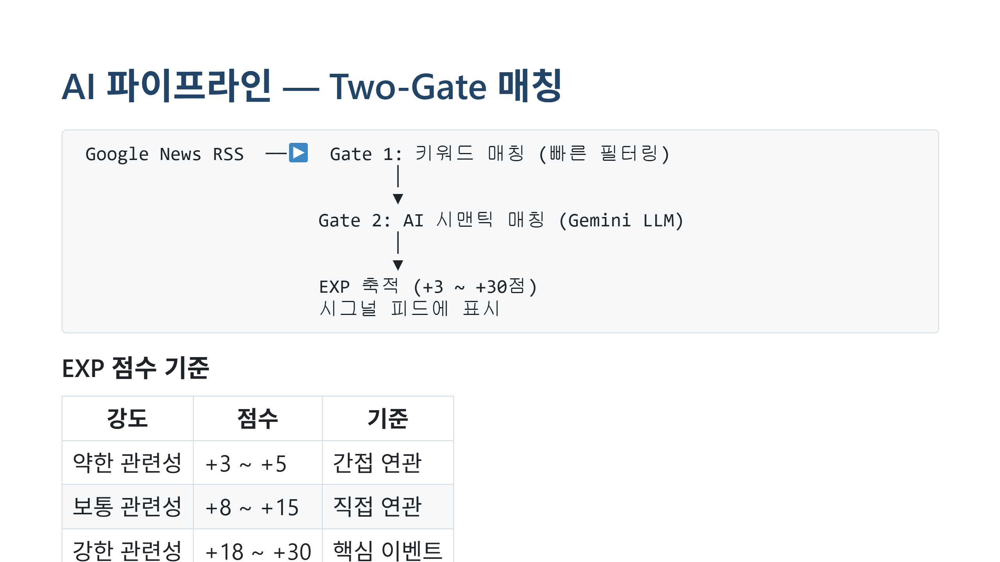 AI 파이프라인 — Two-Gate 매칭
Google News RSS ──▶ Gate 1: 키워드 매칭 (빠른 필터링)
│
▼
Gate 2: AI 시맨틱 매칭 (Gemini LLM)
│
▼
EXP 축적 (+3 ~ +30점)
시그널 피드에 표시
EXP 점수 기준
강도 점수 기준
약한 관련성 +3 ~ +5 간접 연관
보통 관련성 +8 ~ +15 직접 연관
강한 관련성 +18 ~ +30 핵심 이벤트